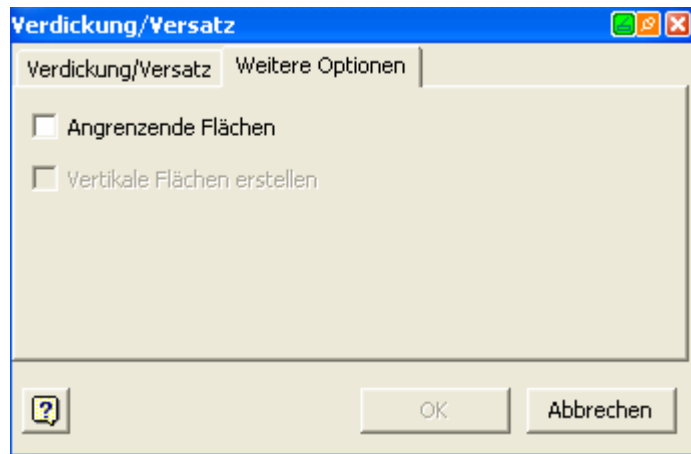 Verdickung/Versatz
Verdickung/Versatz Weitere Optionen
Angrenzende Flächen
Vertikale Flächen erstellen
OK Abbrechen